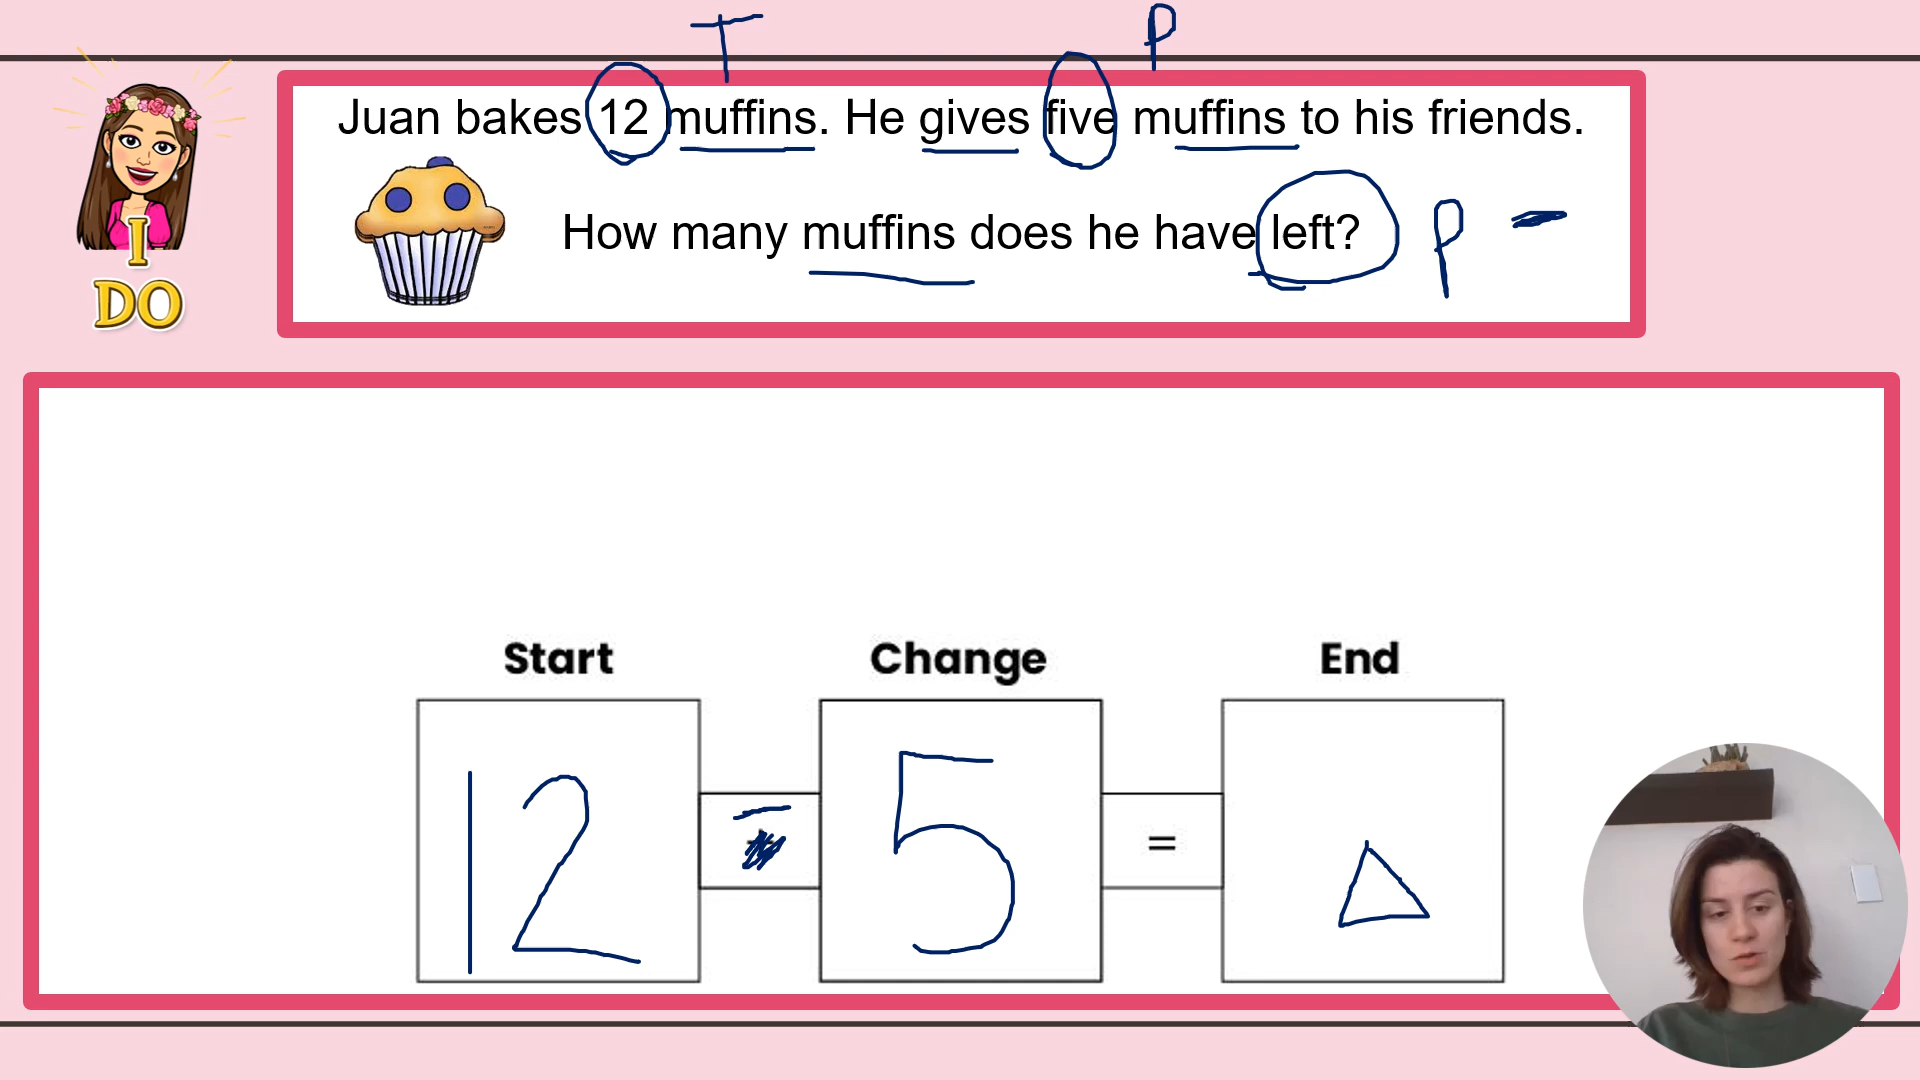 T P
Juan bakes 12 muffins. He gives five muffins to his friends.
How many muffins does he have left? P -
I
DO
Start Change End
12 - 5 = △